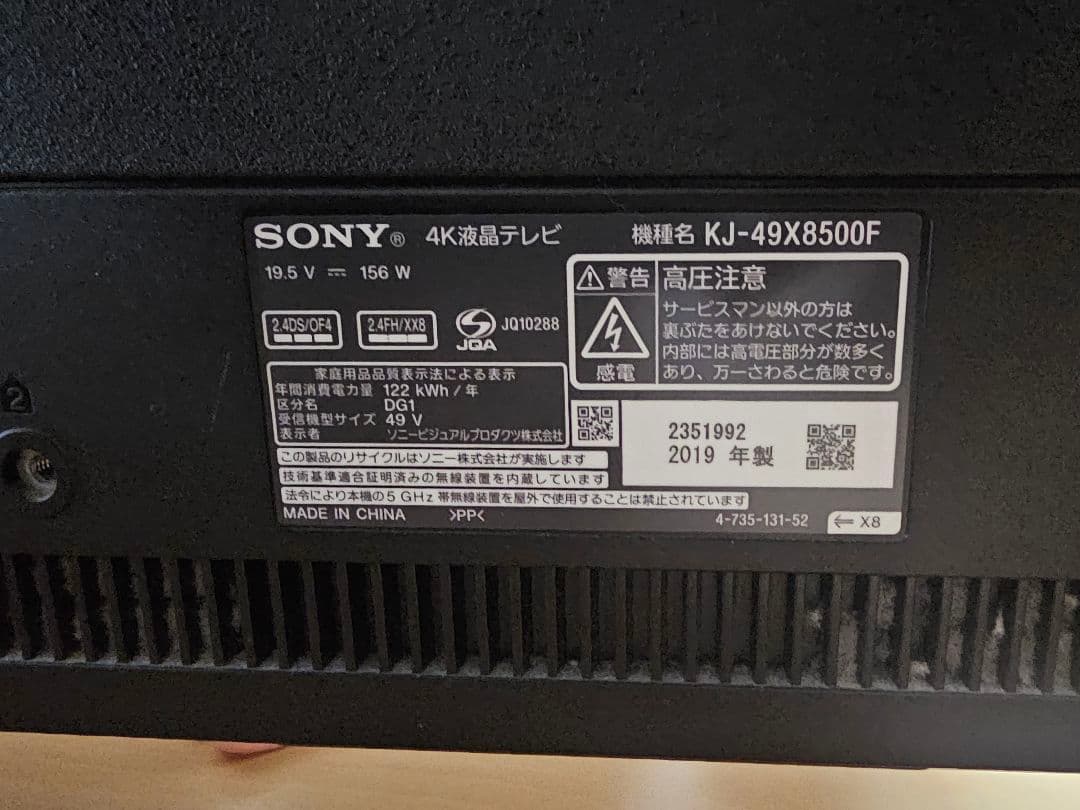 SONY® 4K液晶テレビ 機種名 KJ-49X8500F
19.5 V ⎓ 156 W
2.4DS/OF4 2.4FH/XX8 JQA JQ10288
警告 高圧注意
サービスマン以外の方は
裏ぶたをあけないでください。
内部には高電圧部分が数多く
あり、万一さわると危険です。
感電
家庭用品品質表示法による表示
年間消費電力量 122 kWh / 年
区分名 DG1
受信機型サイズ 49 V
表示者 ソニービジュアルプロダクツ株式会社
2351992
2019 年製
この製品のリサイクルはソニー株式会社が実施します
技術基準適合証明済みの無線装置を内蔵しています
法令により本機の5 GHz 帯無線装置を屋外で使用することは禁止されています
MADE IN CHINA >PP< 4-735-131-52 ⇐ X8
2